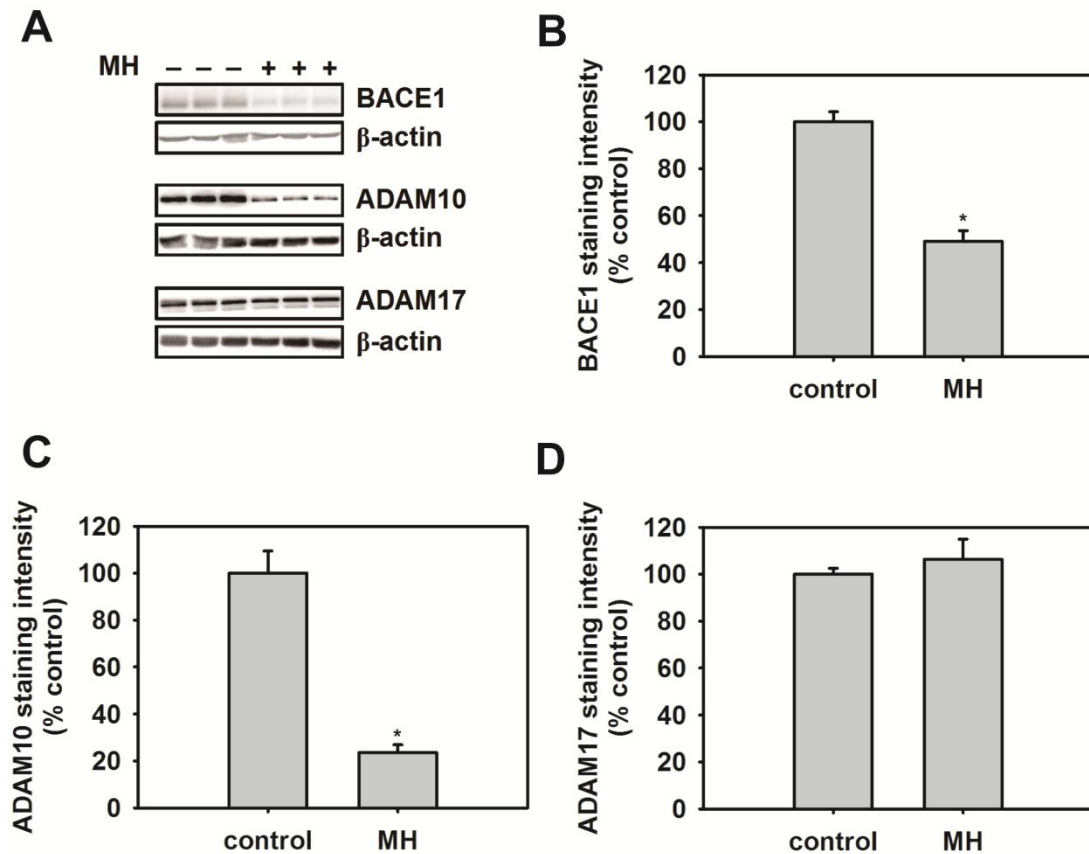 A
MH – – – + + +
BACE1
β-actin
ADAM10
β-actin
ADAM17
β-actin
B
BACE1 staining intensity
(% control)
120
100
80
60
40
20
0
*
control MH
C
ADAM10 staining intensity
(% control)
120
100
80
60
40
20
0
*
control MH
D
ADAM17 staining intensity
(% control)
120
100
80
60
40
20
0
control MH